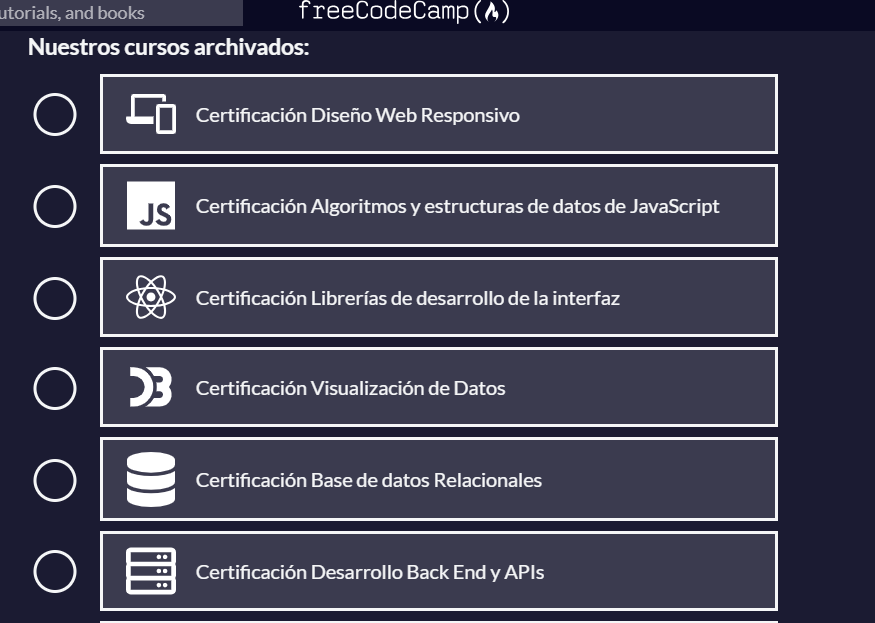 utorials, and books
freeCodeCamp
Nuestros cursos archivados:
Certificación Diseño Web Responsivo
JS
Certificación Algoritmos y estructuras de datos de JavaScript
Certificación Librerías de desarrollo de la interfaz
Certificación Visualización de Datos
Certificación Base de datos Relacionales
Certificación Desarrollo Back End y APIs